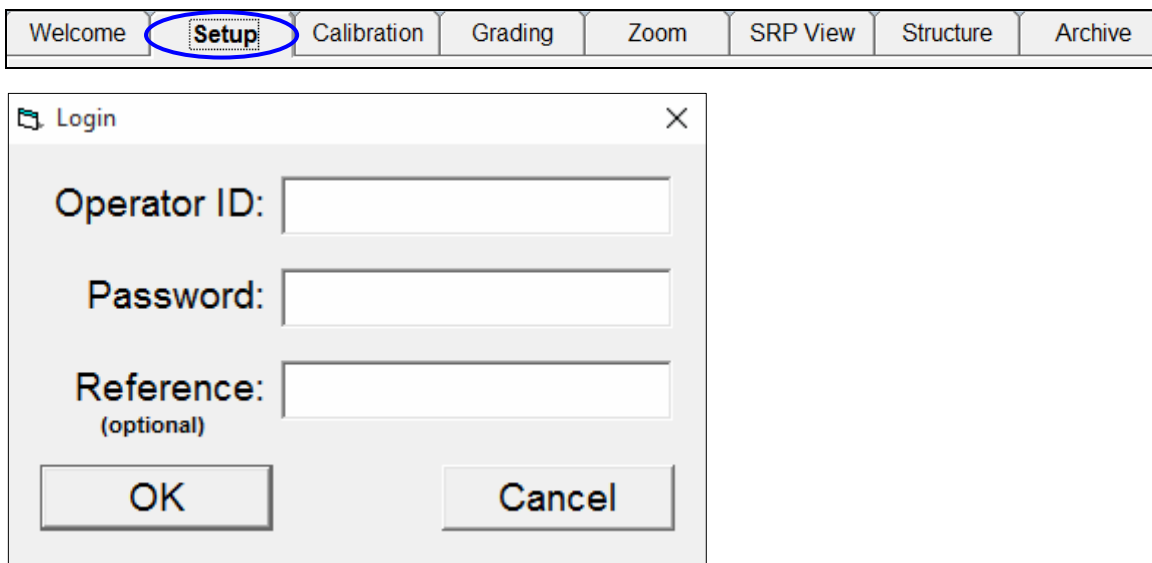 Welcome Setup Calibration Grading Zoom SRP View Structure Archive
Login
Operator ID:
Password:
Reference:
(optional)
OK Cancel